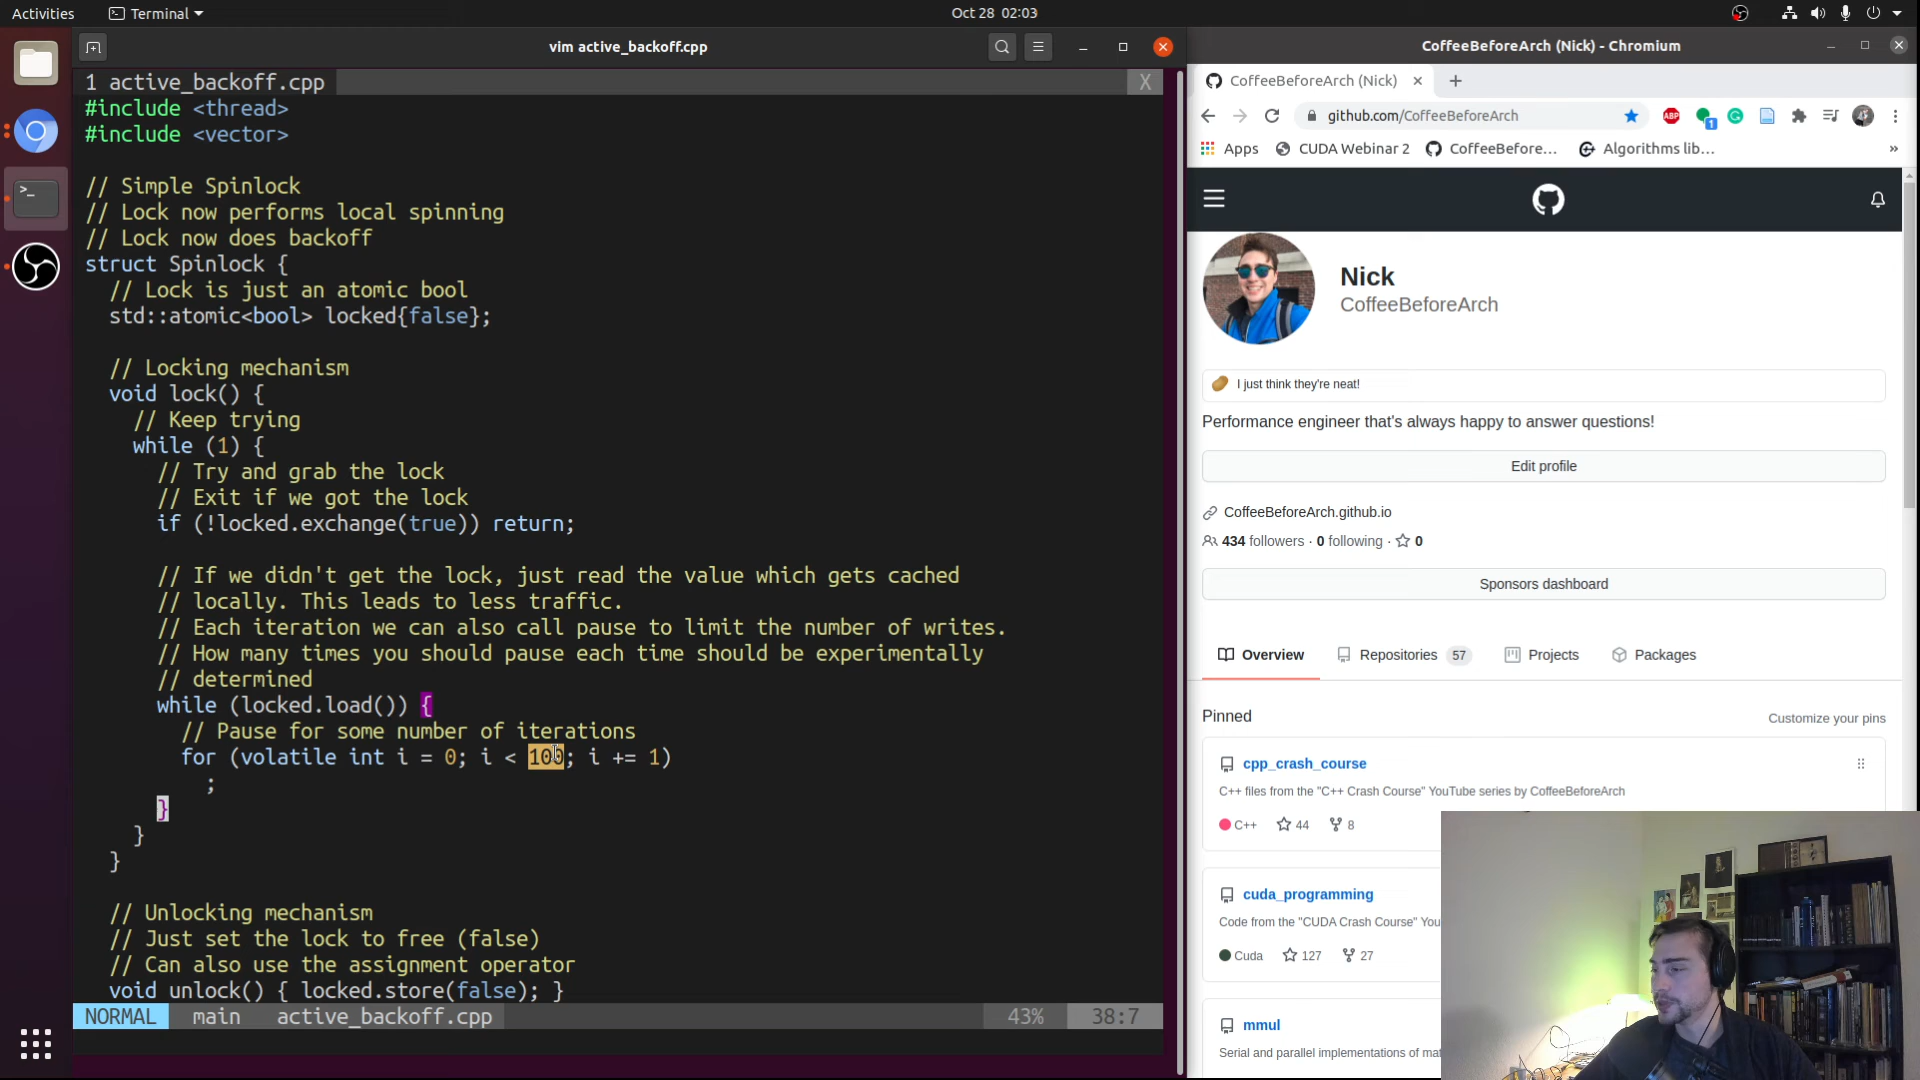 Activities
Terminal
Oct 28 02:03
vim active_backoff.cpp
1 active_backoff.cpp
X
#include <thread>
#include <vector>
// Simple Spinlock
// Lock now performs local spinning
// Lock now does backoff
struct Spinlock {
// Lock is just an atomic bool
std::atomic<bool> locked{false};
// Locking mechanism
void lock() {
// Keep trying
while (1) {
// Try and grab the lock
// Exit if we got the lock
if (!locked.exchange(true)) return;
// If we didn't get the lock, just read the value which gets cached
// locally. This leads to less traffic.
// Each iteration we can also call pause to limit the number of writes.
// How many times you should pause each time should be experimentally
// determined
while (locked.load()) {
// Pause for some number of iterations
for (volatile int i = 0; i < 100; i += 1)
;
}
}
}
// Unlocking mechanism
// Just set the lock to free (false)
// Can also use the assignment operator
void unlock() { locked.store(false); }
NORMAL main active_backoff.cpp 43% 38:7
CoffeeBeforeArch (Nick) - Chromium
CoffeeBeforeArch (Nick)
github.com/CoffeeBeforeArch
ABP
1
Apps
CUDA Webinar 2
CoffeeBefore...
Algorithms lib...
»
Nick
CoffeeBeforeArch
I just think they're neat!
Performance engineer that's always happy to answer questions!
Edit profile
CoffeeBeforeArch.github.io
434 followers · 0 following · 0
Sponsors dashboard
Overview
Repositories 57
Projects
Packages
Pinned
Customize your pins
cpp_crash_course
C++ files from the "C++ Crash Course" YouTube series by CoffeeBeforeArch
C++ 44 8
cuda_programming
Code from the "CUDA Crash Course" You
Cuda 127 27
mmul
Serial and parallel implementations of mat